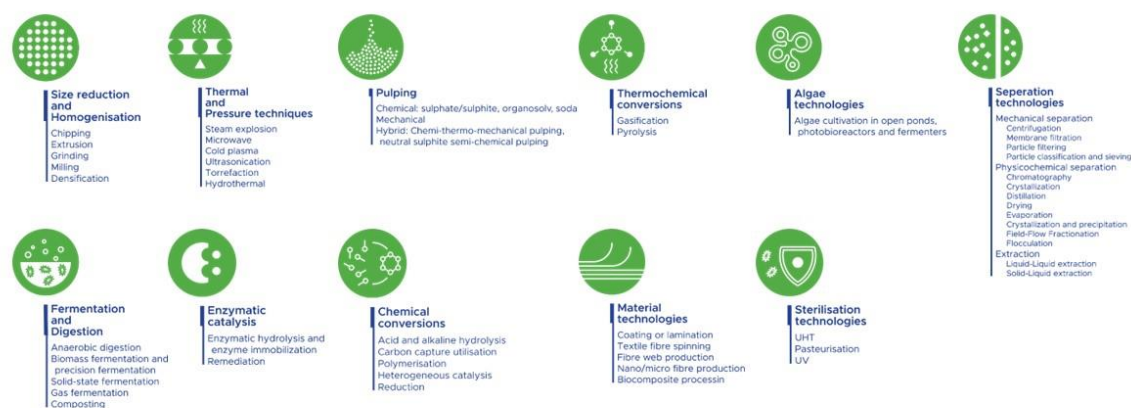 Size reduction
and
Homogenisation
Chipping
Extrusion
Grinding
Milling
Densification
Thermal
and
Pressure techniques
Steam explosion
Microwave
Cold plasma
Ultrasonication
Torrefaction
Hydrothermal
Pulping
Chemical: sulphate/sulphite, organosolv, soda
Mechanical
Hybrid: Chemi-thermo-mechanical pulping,
neutral sulphite semi-chemical pulping
Thermochemical
conversions
Gasification
Pyrolysis
Algae
technologies
Algae cultivation in open ponds,
photobioreactors and fermenters
Seperation
technologies
Mechanical separation
Centrifugation
Membrane filtration
Particle filtering
Particle classification and sieving
Physicochemical separation
Chromatography
Crystallization
Distillation
Drying
Evaporation
Crystallization and precipitation
Field-Flow Fractionation
Flocculation
Extraction
Liquid-Liquid extraction
Solid-Liquid extraction
Fermentation
and
Digestion
Anaerobic digestion
Biomass fermentation and
precision fermentation
Solid-state fermentation
Gas fermentation
Composting
Enzymatic
catalysis
Enzymatic hydrolysis and
enzyme immobilization
Remediation
Chemical
conversions
Acid and alkaline hydrolysis
Carbon capture utilisation
Polymerisation
Heterogeneous catalysis
Reduction
Material
technologies
Coating or lamination
Textile fibre spinning
Fibre web production
Nano/micro fibre production
Biocomposite processin
Sterilisation
technologies
UHT
Pasteurisation
UV